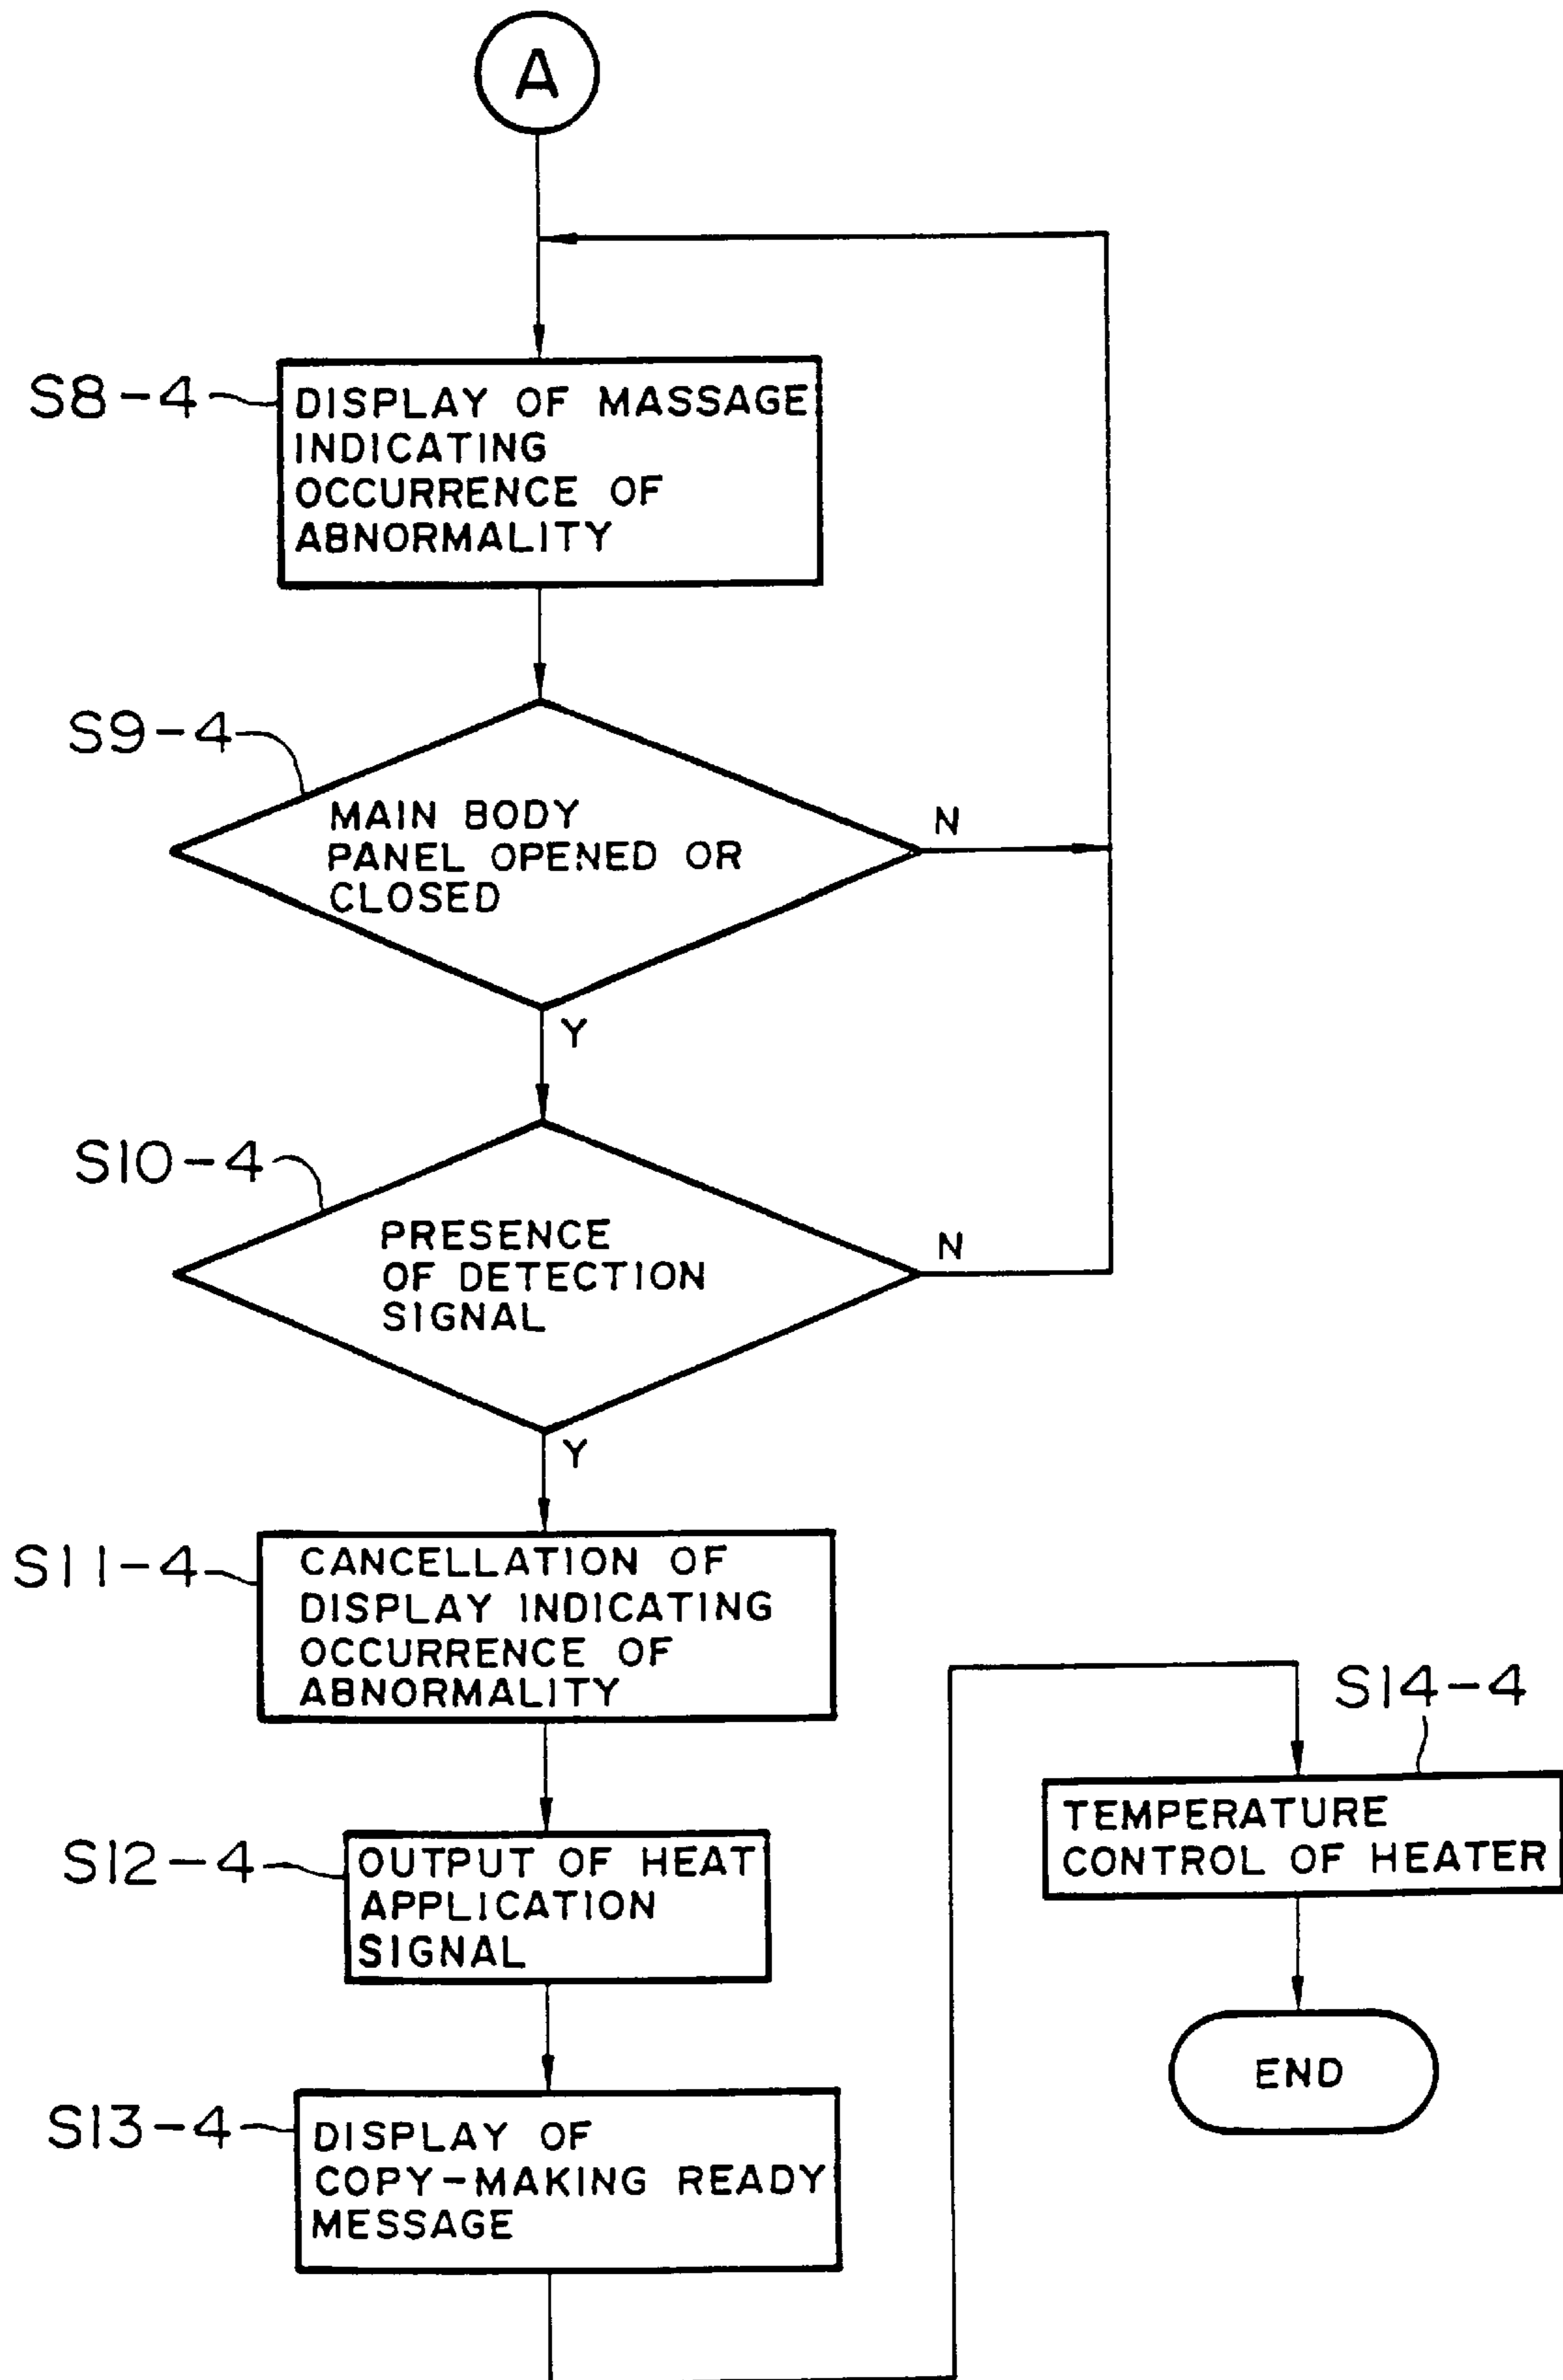 A
S8-4
DISPLAY OF MASSAGE
INDICATING
OCCURRENCE OF
ABNORMALITY
S9-4
MAIN BODY
PANEL OPENED OR
CLOSED
N
Y
S10-4
PRESENCE
OF DETECTION
SIGNAL
N
Y
S11-4
CANCELLATION OF
DISPLAY INDICATING
OCCURRENCE OF
ABNORMALITY
S12-4
OUTPUT OF HEAT
APPLICATION
SIGNAL
S13-4
DISPLAY OF
COPY-MAKING READY
MESSAGE
S14-4
TEMPERATURE
CONTROL OF HEATER
END